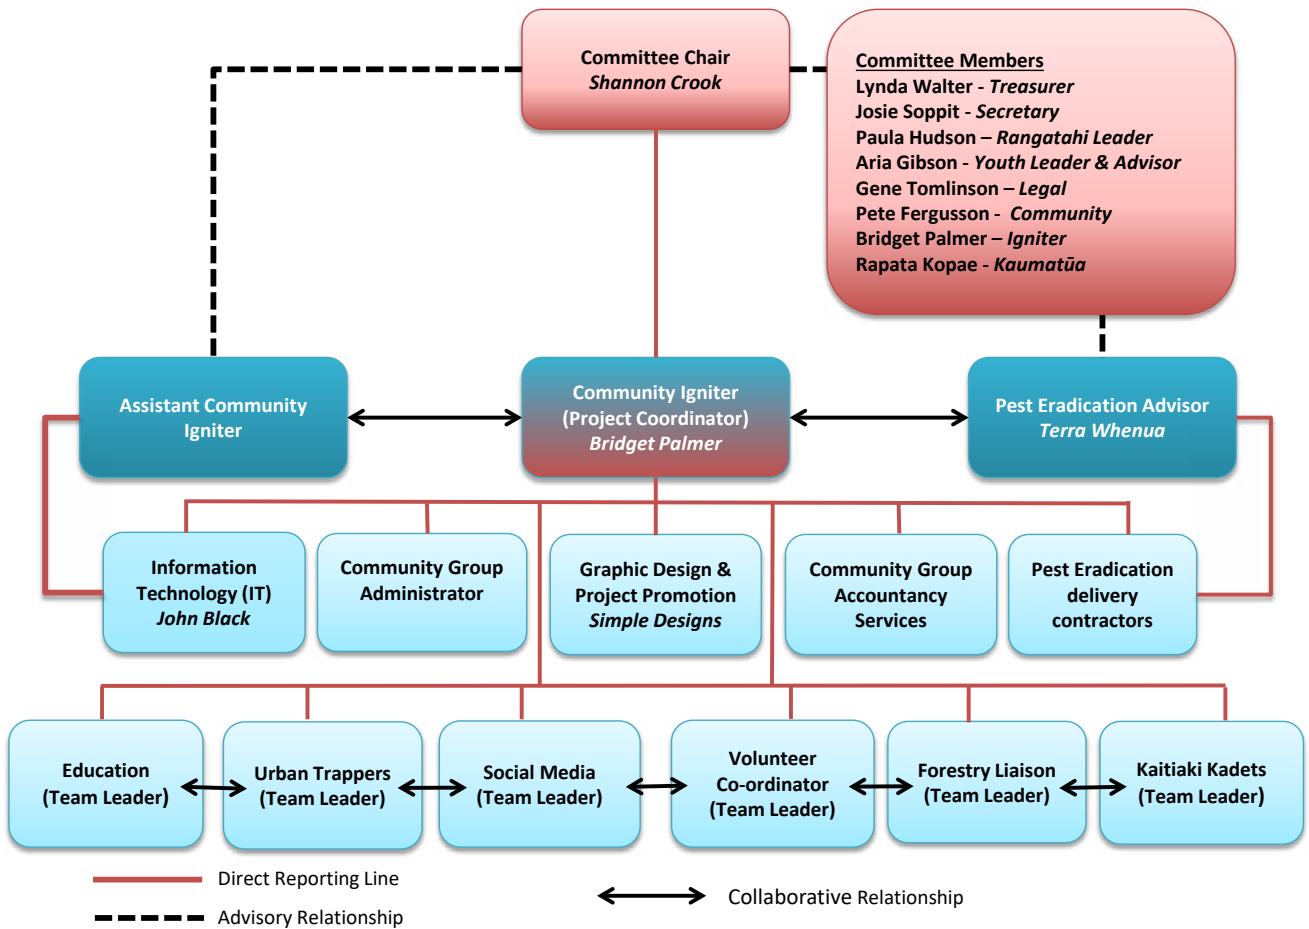 Committee Chair
Shannon Crook
Committee Members
Lynda Walter - Treasurer
Josie Soppit - Secretary
Paula Hudson – Rangatahi Leader
Aria Gibson - Youth Leader & Advisor
Gene Tomlinson – Legal
Pete Fergusson - Community
Bridget Palmer – Igniter
Rapata Kopae - Kaumatūa
Assistant Community
Igniter
Community Igniter
(Project Coordinator)
Bridget Palmer
Pest Eradication Advisor
Terra Whenua
Information
Technology (IT)
John Black
Community Group
Administrator
Graphic Design &
Project Promotion
Simple Designs
Community Group
Accountancy
Services
Pest Eradication
delivery
contractors
Education
(Team Leader)
Urban Trappers
(Team Leader)
Social Media
(Team Leader)
Volunteer
Co-ordinator
(Team Leader)
Forestry Liaison
(Team Leader)
Kaitiaki Kadets
(Team Leader)
Direct Reporting Line
Advisory Relationship
Collaborative Relationship